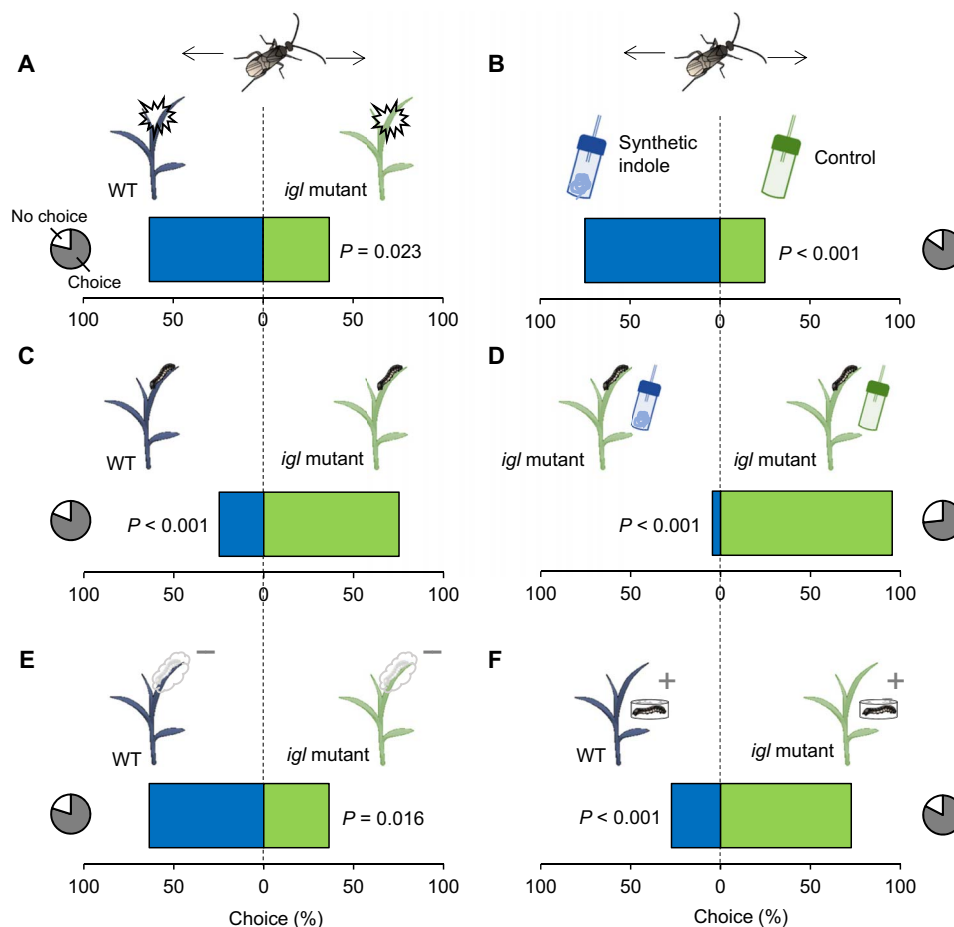 A
B
Synthetic
indole
Control
WT
igl mutant
No choice
Choice
P = 0.023
P < 0.001
100 50 0 50 100
100 50 0 50 100
C
D
WT
igl mutant
igl mutant
igl mutant
P < 0.001
P < 0.001
100 50 0 50 100
100 50 0 50 100
E
F
−
−
+
+
WT
igl mutant
WT
igl mutant
P = 0.016
P < 0.001
100 50 0 50 100
100 50 0 50 100
Choice (%)
Choice (%)